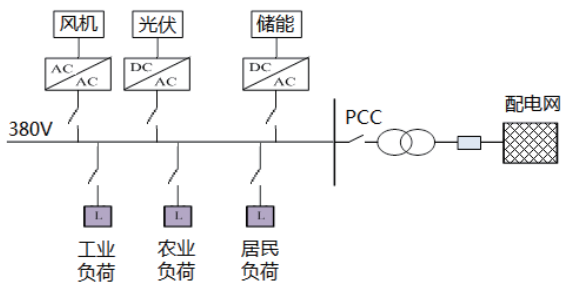 风机 光伏 储能
AC DC DC
AC AC AC
配电网
PCC
380V
L L L
工业 农业 居民
负荷 负荷 负荷